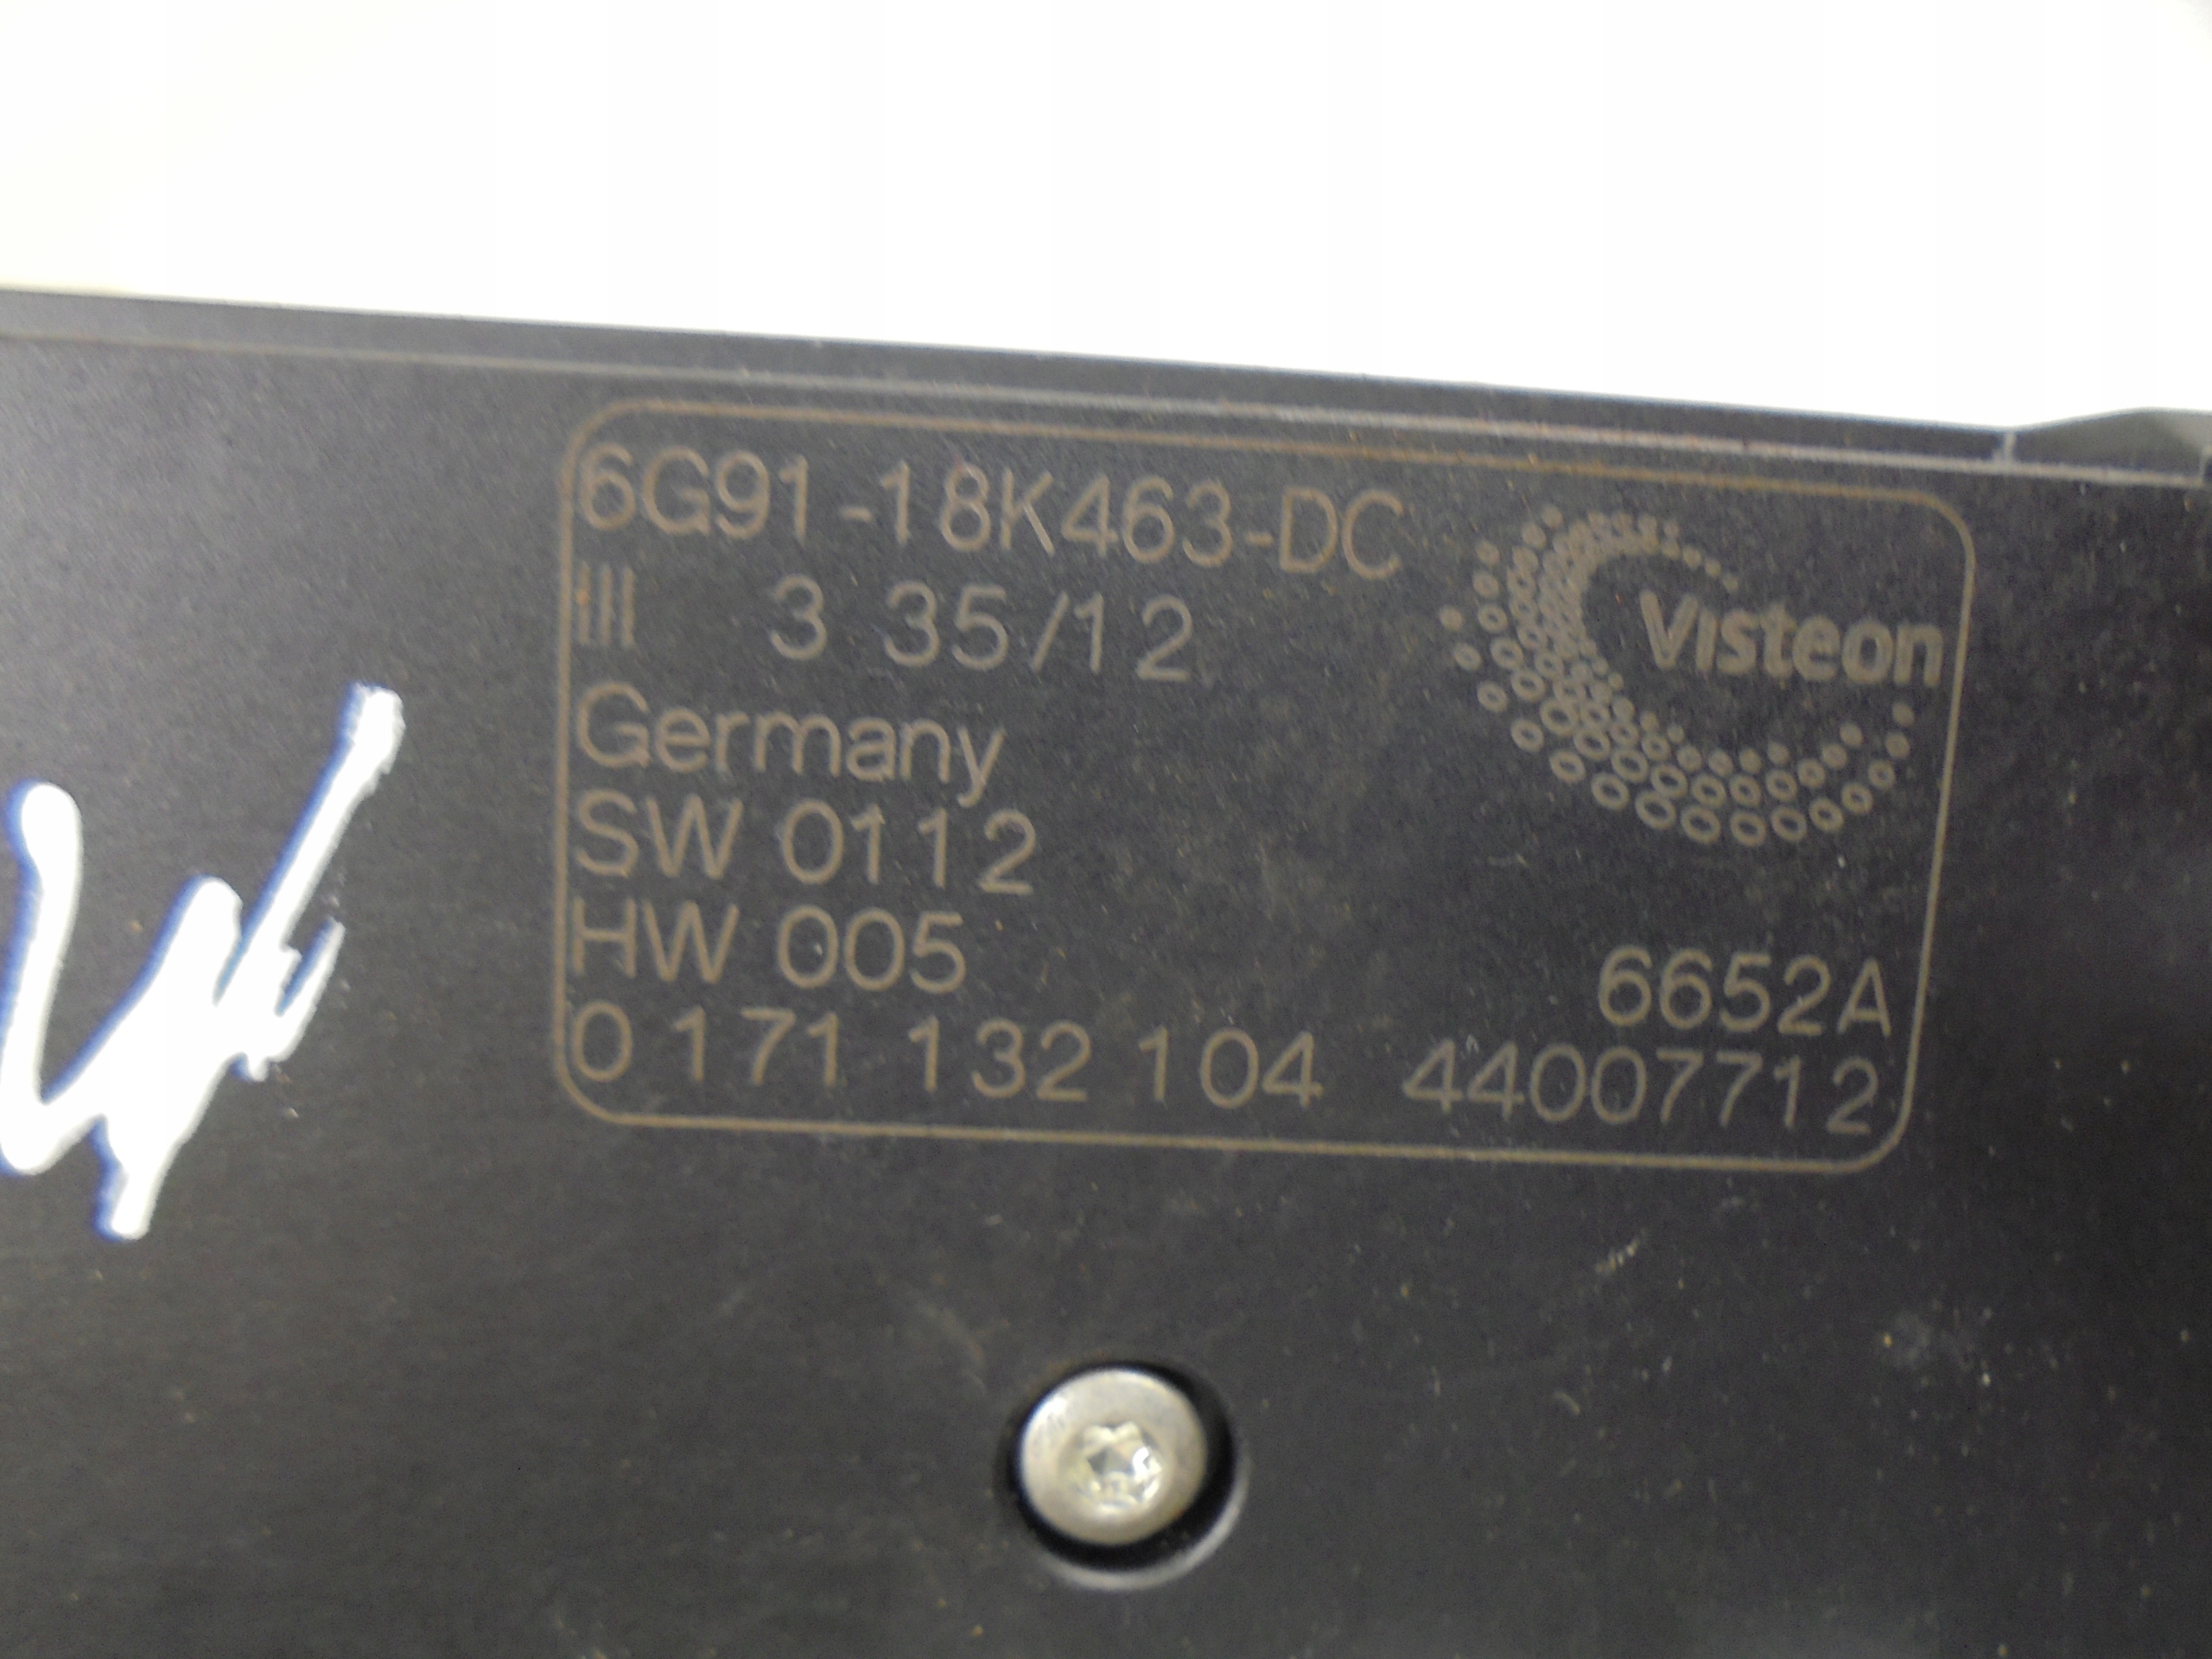 6G91-18K463-DC
III 3 35/12
Visteon
Germany
SW 0112
HW 005
6652A
0 171 132 104 44007712